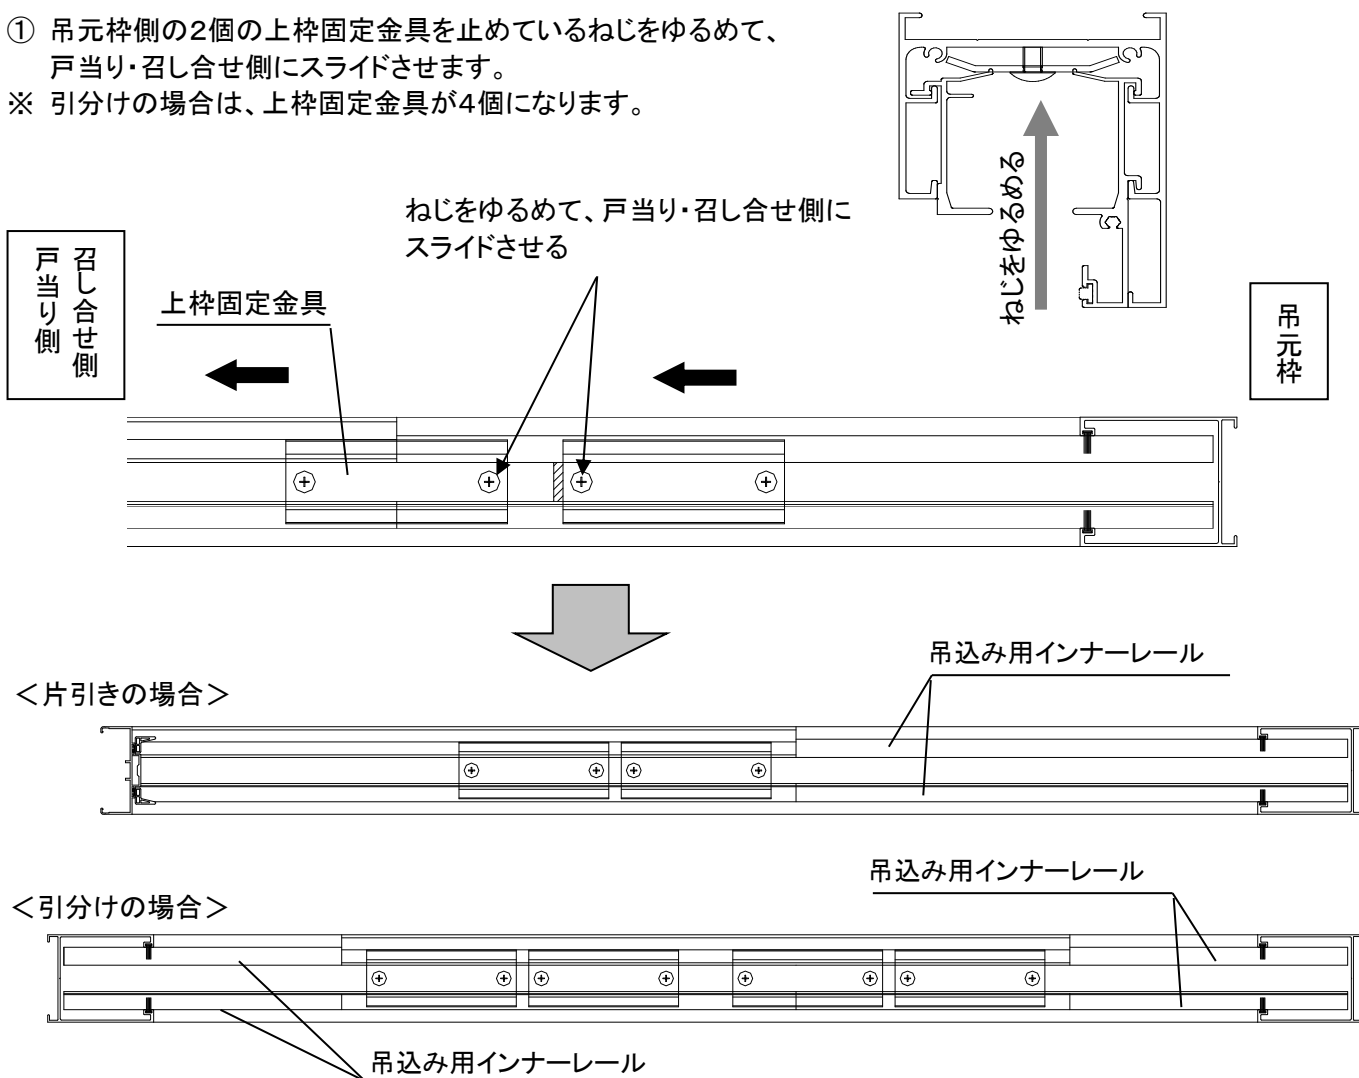 ① 吊元枠側の2個の上枠固定金具を止めているねじをゆるめて、
戸当り・召し合せ側にスライドさせます。
※ 引分けの場合は、上枠固定金具が4個になります。
ねじをゆるめる
ねじをゆるめて、戸当り・召し合せ側に
スライドさせる
召し合せ側
戸当り側
上枠固定金具
吊元枠
吊込み用インナーレール
＜片引きの場合＞
吊込み用インナーレール
＜引分けの場合＞
吊込み用インナーレール